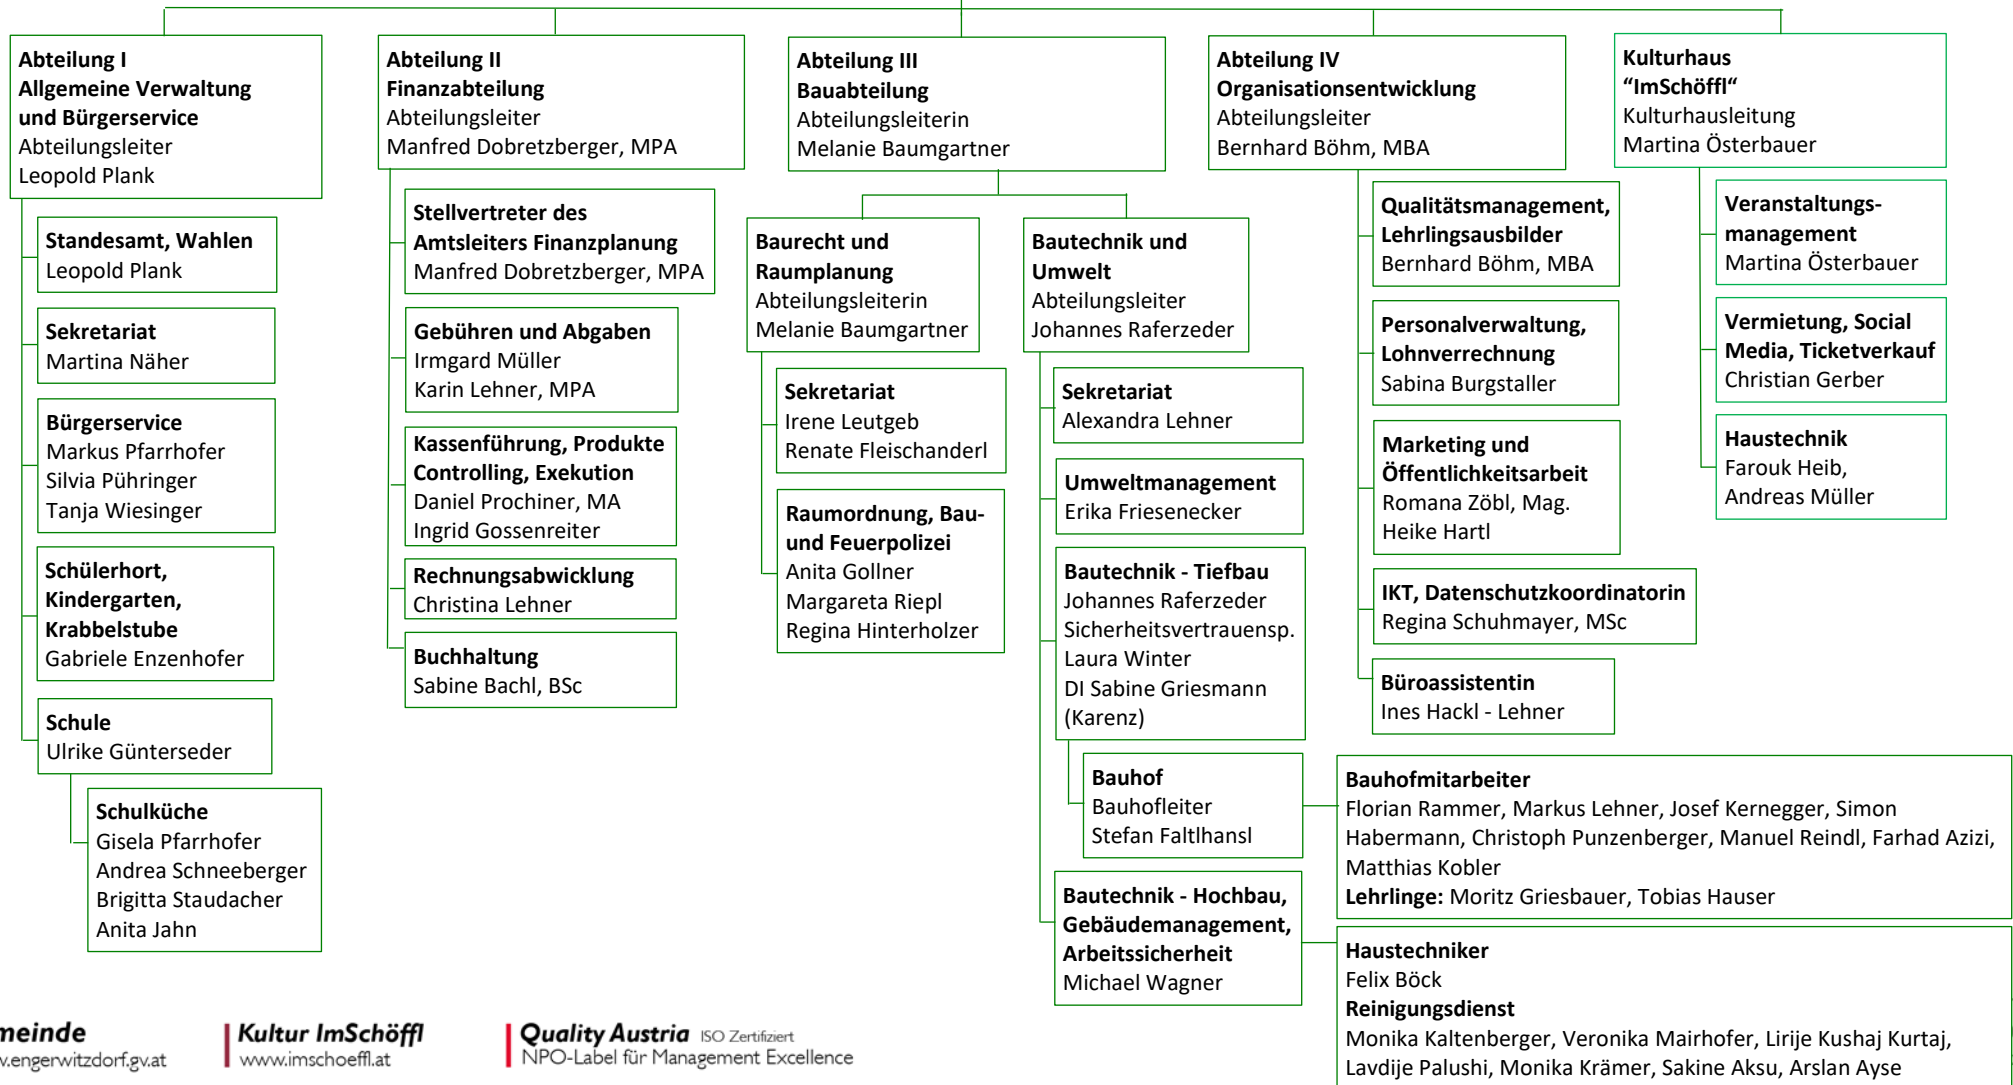 Abteilung I
Allgemeine Verwaltung
und Bürgerservice
Abteilungsleiter
Leopold Plank
Standesamt, Wahlen
Leopold Plank
Sekretariat
Martina Näher
Bürgerservice
Markus Pfarrhofer
Silvia Pühringer
Tanja Wiesinger
Schülerhort,
Kindergarten,
Krabbelstube
Gabriele Enzenhofer
Schule
Ulrike Günterseder
Schulküche
Gisela Pfarrhofer
Andrea Schneeberger
Brigitta Staudacher
Anita Jahn
Abteilung II
Finanzabteilung
Abteilungsleiter
Manfred Dobretzberger, MPA
Stellvertreter des
Amtsleiters Finanzplanung
Manfred Dobretzberger, MPA
Gebühren und Abgaben
Irmgard Müller
Karin Lehner, MPA
Kassenführung, Produkte
Controlling, Exekution
Daniel Prochiner, MA
Ingrid Gossenreiter
Rechnungsabwicklung
Christina Lehner
Buchhaltung
Sabine Bachl, BSc
Abteilung III
Bauabteilung
Abteilungsleiterin
Melanie Baumgartner
Baurecht und
Raumplanung
Abteilungsleiterin
Melanie Baumgartner
Sekretariat
Irene Leutgeb
Renate Fleischanderl
Raumordnung, Bau-
und Feuerpolizei
Anita Gollner
Margareta Riepl
Regina Hinterholzer
Bautechnik und
Umwelt
Abteilungsleiter
Johannes Raferzeder
Sekretariat
Alexandra Lehner
Umweltmanagement
Erika Friesenecker
Bautechnik - Tiefbau
Johannes Raferzeder
Sicherheitsvertrauensp.
Laura Winter
DI Sabine Griesmann
(Karenz)
Bauhof
Bauhofleiter
Stefan Faltlhansl
Bauhofmitarbeiter
Florian Rammer, Markus Lehner, Josef Kernegger, Simon
Habermann, Christoph Punzenberger, Manuel Reindl, Farhad Azizi,
Matthias Kobler
Lehrlinge: Moritz Griesbauer, Tobias Hauser
Bautechnik - Hochbau,
Gebäudemanagement,
Arbeitssicherheit
Michael Wagner
Haustechniker
Felix Böck
Reinigungsdienst
Monika Kaltenberger, Veronika Mairhofer, Lirije Kushaj Kurtaj,
Lavdije Palushi, Monika Krämer, Sakine Aksu, Arslan Ayse
Abteilung IV
Organisationsentwicklung
Abteilungsleiter
Bernhard Böhm, MBA
Qualitätsmanagement,
Lehrlingsausbilder
Bernhard Böhm, MBA
Personalverwaltung,
Lohnverrechnung
Sabina Burgstaller
Marketing und
Öffentlichkeitsarbeit
Romana Zöbl, Mag.
Heike Hartl
IKT, Datenschutzkoordinatorin
Regina Schuhmayer, MSc
Büroassistentin
Ines Hackl - Lehner
Kulturhaus
“ImSchöffl“
Kulturhausleitung
Martina Österbauer
Veranstaltungs-
management
Martina Österbauer
Vermietung, Social
Media, Ticketverkauf
Christian Gerber
Haustechnik
Farouk Heib,
Andreas Müller
meinde
w.engerwitzdorf.gv.at
Kultur ImSchöffl
www.imschoeffl.at
Quality Austria ISO Zertifiziert
NPO-Label für Management Excellence